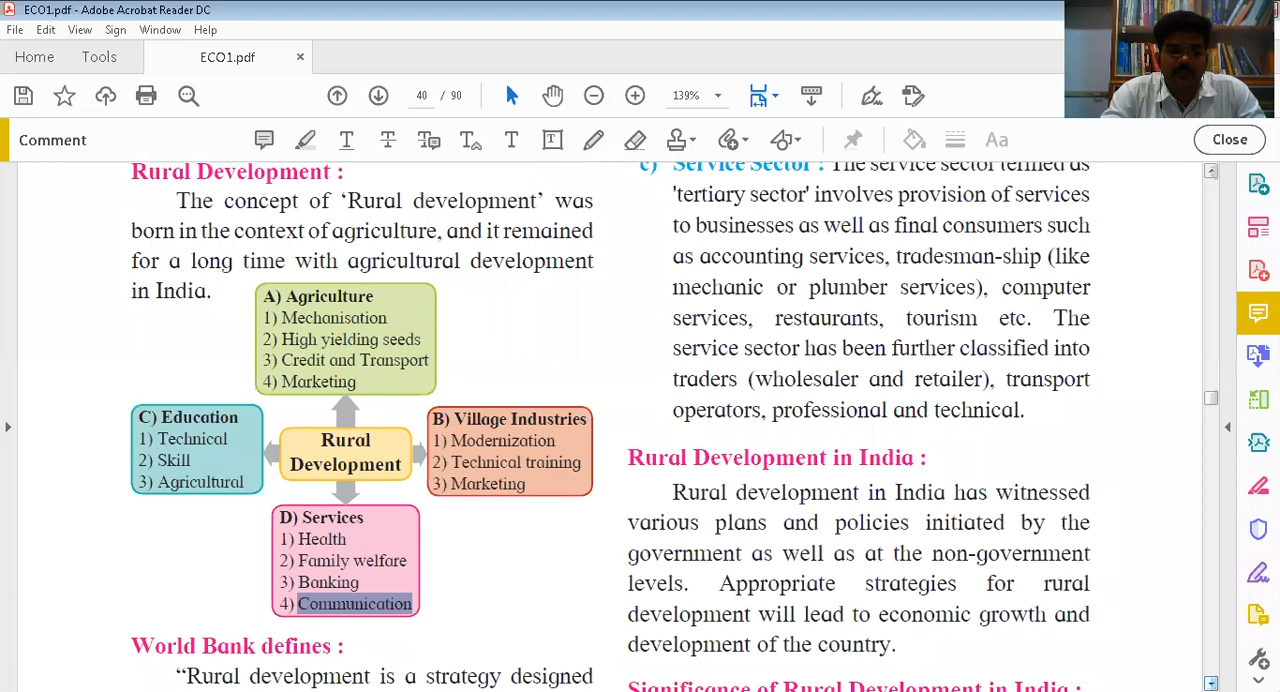 ECO1.pdf - Adobe Acrobat Reader DC
File Edit View Sign Window Help
Home Tools ECO1.pdf ×
40 / 90 139%
Comment Close
Rural Development :
The concept of ‘Rural development’ was
born in the context of agriculture, and it remained
for a long time with agricultural development
in India.
A) Agriculture
1) Mechanisation
2) High yielding seeds
3) Credit and Transport
4) Marketing
C) Education
1) Technical
2) Skill
3) Agricultural
Rural
Development
B) Village Industries
1) Modernization
2) Technical training
3) Marketing
D) Services
1) Health
2) Family welfare
3) Banking
4) Communication
World Bank defines :
“Rural development is a strategy designed
c) Service Sector : The service sector termed as
'tertiary sector' involves provision of services
to businesses as well as final consumers such
as accounting services, tradesman-ship (like
mechanic or plumber services), computer
services, restaurants, tourism etc. The
service sector has been further classified into
traders (wholesaler and retailer), transport
operators, professional and technical.
Rural Development in India :
Rural development in India has witnessed
various plans and policies initiated by the
government as well as at the non-government
levels. Appropriate strategies for rural
development will lead to economic growth and
development of the country.
Significance of Rural Development in India :